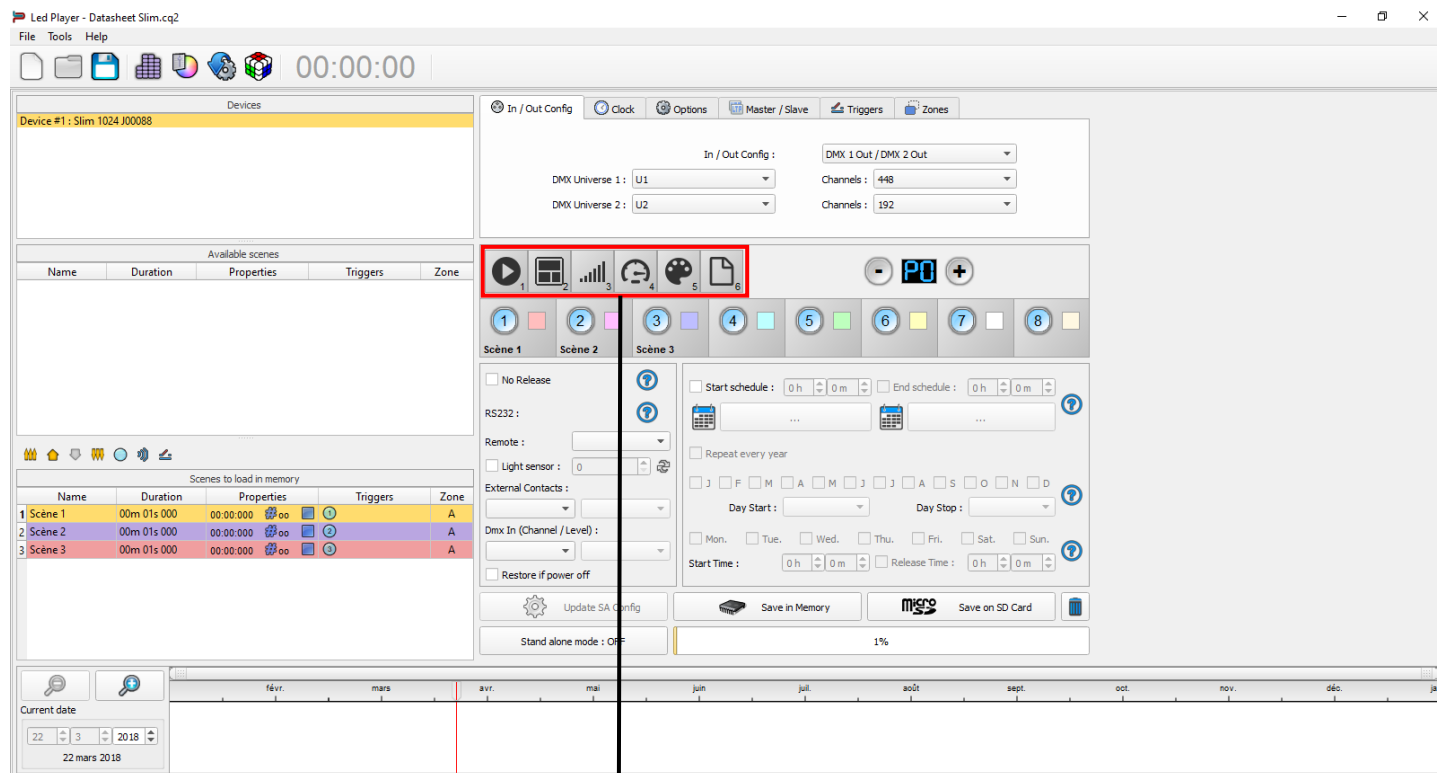 Led Player - Datasheet Slim.cq2
File Tools Help
00:00:00
Devices
Device #1 : Slim 1024 J00088
In / Out Config Clock Options Master / Slave Triggers Zones
In / Out Config : DMX 1 Out / DMX 2 Out
DMX Universe 1 : U1 Channels : 448
DMX Universe 2 : U2 Channels : 192
Available scenes
Name Duration Properties Triggers Zone
1 2 3 4 5 6
- P0 +
1 2 3 4 5 6 7 8
Scène 1 Scène 2 Scène 3
No Release
RS232 :
Remote :
Light sensor : 0
External Contacts :
Dmx In (Channel / Level) :
Restore if power off
Start schedule : 0 h 0 m End schedule : 0 h 0 m
... ...
Repeat every year
J F M A M J J A S O N D
Day Start : Day Stop :
Mon. Tue. Wed. Thu. Fri. Sat. Sun.
Start Time : 0 h 0 m Release Time : 0 h 0 m
Scenes to load in memory
Name Duration Properties Triggers Zone
1 Scène 1 00m 01s 000 00:00:000 1 A
2 Scène 2 00m 01s 000 00:00:000 2 A
3 Scène 3 00m 01s 000 00:00:000 3 A
Update SA Config Save in Memory micro SD Save on SD Card
Stand alone mode : OFF 1%
févr. mars avr. mai juin juil. août sept. oct. nov. déc. ja
Current date
22 3 2018
22 mars 2018